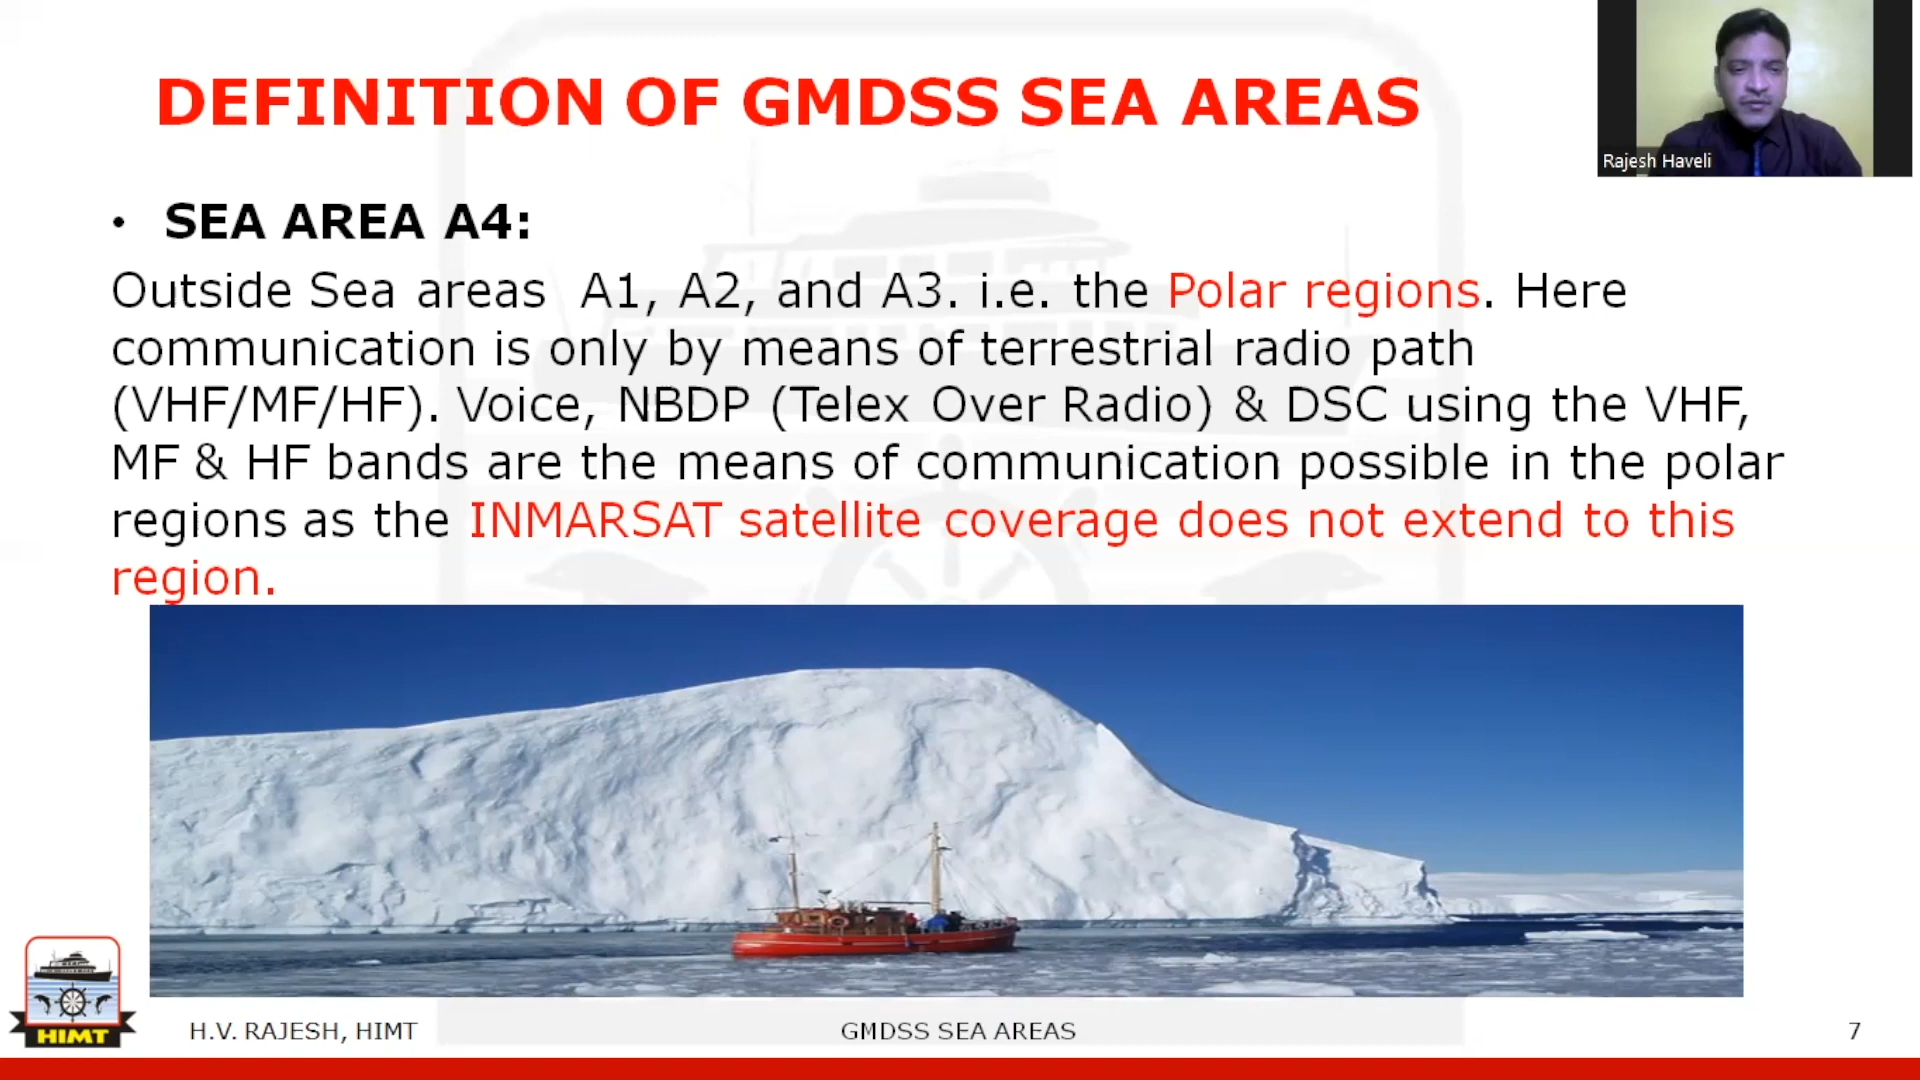 DEFINITION OF GMDSS SEA AREAS
Rajesh Haveli
• SEA AREA A4:
Outside Sea areas A1, A2, and A3. i.e. the Polar regions. Here
communication is only by means of terrestrial radio path
(VHF/MF/HF). Voice, NBDP (Telex Over Radio) & DSC using the VHF,
MF & HF bands are the means of communication possible in the polar
regions as the INMARSAT satellite coverage does not extend to this
region.
HIMT
H.V. RAJESH, HIMT
GMDSS SEA AREAS
7